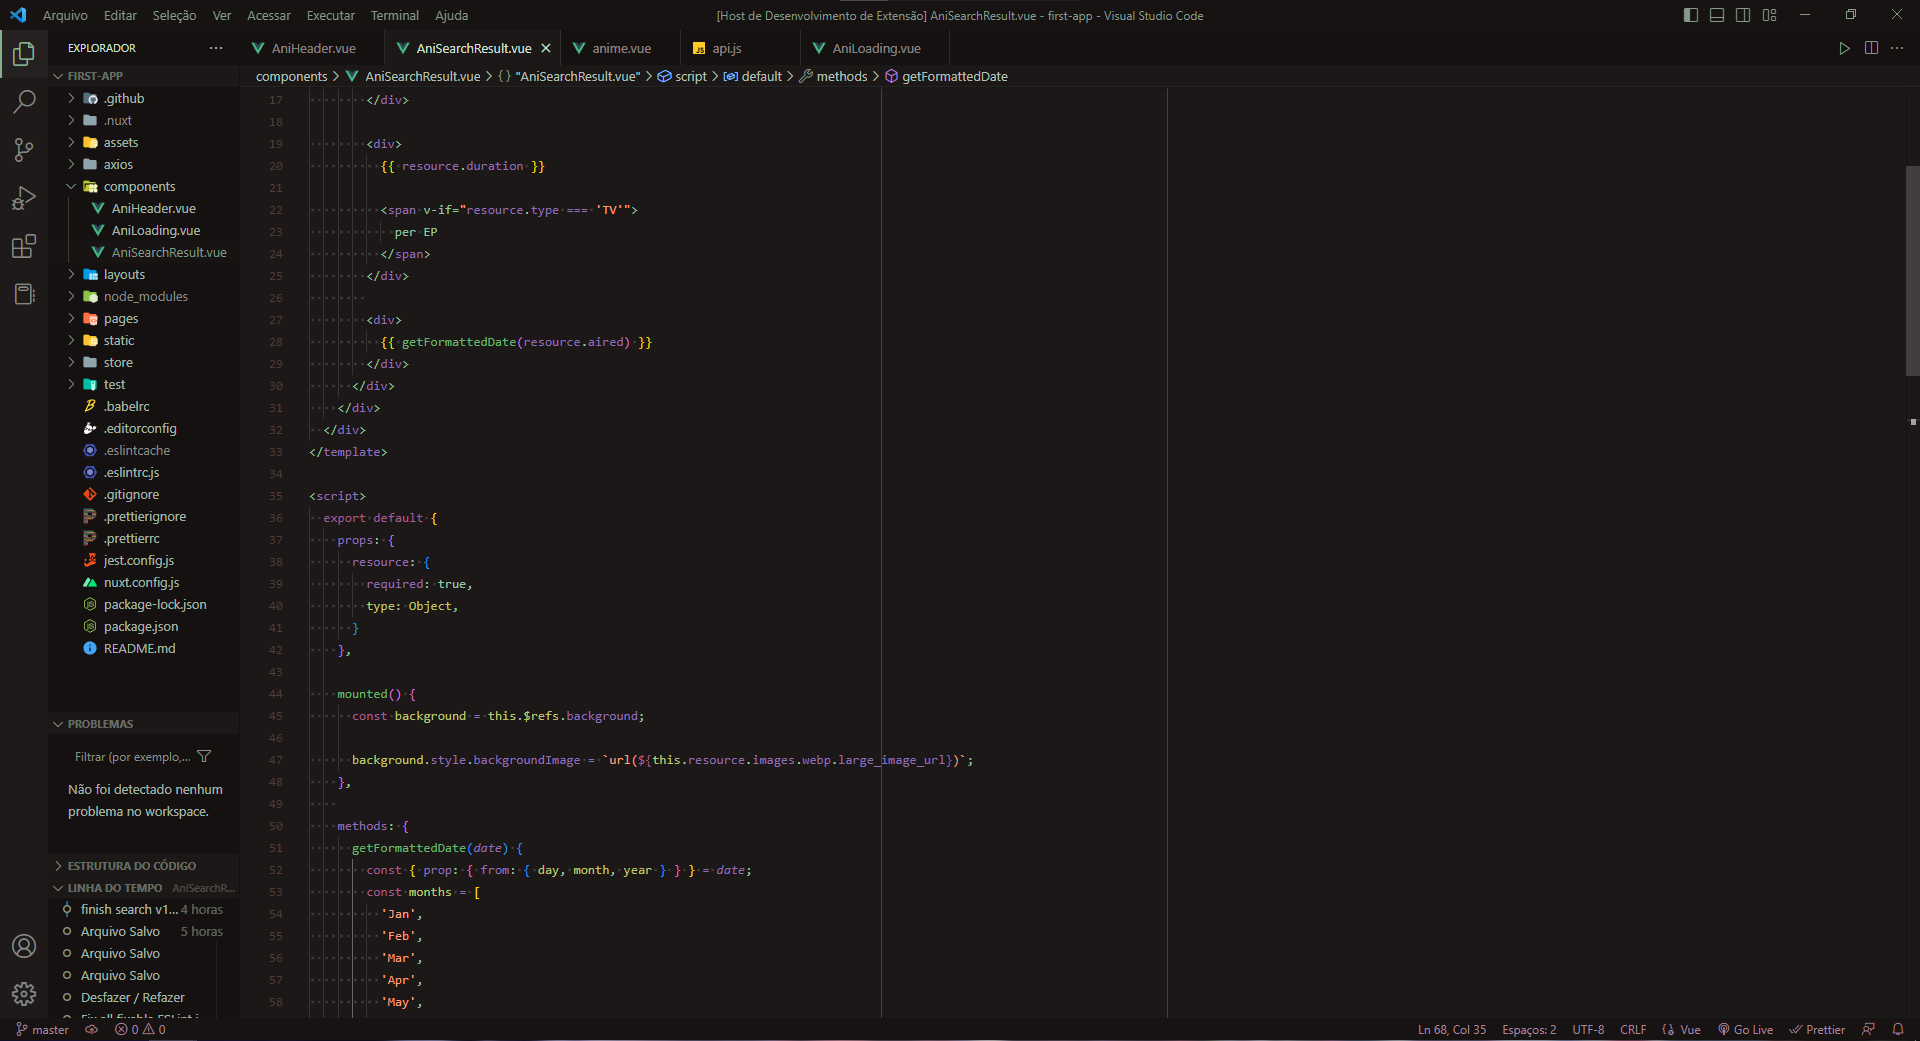 Arquivo Editar Seleção Ver Acessar Executar Terminal Ajuda
[Host de Desenvolvimento de Extensão] AniSearchResult.vue - first-app - Visual Studio Code
EXPLORADOR
AniHeader.vue AniSearchResult.vue anime.vue JS api.js AniLoading.vue
components > AniSearchResult.vue > {} "AniSearchResult.vue" > script > default > methods > getFormattedDate
FIRST-APP
.github
.nuxt
assets
axios
components
AniHeader.vue
AniLoading.vue
AniSearchResult.vue
layouts
node_modules
pages
static
store
test
.babelrc
.editorconfig
.eslintcache
.eslintrc.js
.gitignore
.prettierignore
.prettierrc
jest.config.js
nuxt.config.js
package-lock.json
package.json
README.md
PROBLEMAS
Filtrar (por exemplo,...
Não foi detectado nenhum
problema no workspace.
ESTRUTURA DO CÓDIGO
LINHA DO TEMPO AniSearchR...
finish search v1... 4 horas
Arquivo Salvo 5 horas
Arquivo Salvo
Arquivo Salvo
Desfazer / Refazer
17 </div>
18
19 <div>
20 {{ resource.duration }}
21
22 <span v-if="resource.type === 'TV'">
23 per EP
24 </span>
25 </div>
26
27 <div>
28 {{ getFormattedDate(resource.aired) }}
29 </div>
30 </div>
31 </div>
32 </div>
33 </template>
34
35 <script>
36 export default {
37 props: {
38 resource: {
39 required: true,
40 type: Object,
41 }
42 },
43
44 mounted() {
45 const background = this.$refs.background;
46
47 background.style.backgroundImage = `url(${this.resource.images.webp.large_image_url})`;
48 },
49
50 methods: {
51 getFormattedDate(date) {
52 const { prop: { from: { day, month, year } } } = date;
53 const months = [
54 'Jan',
55 'Feb',
56 'Mar',
57 'Apr',
58 'May',
master 0 0 Ln 68, Col 35 Espaços: 2 UTF-8 CRLF Vue Go Live Prettier